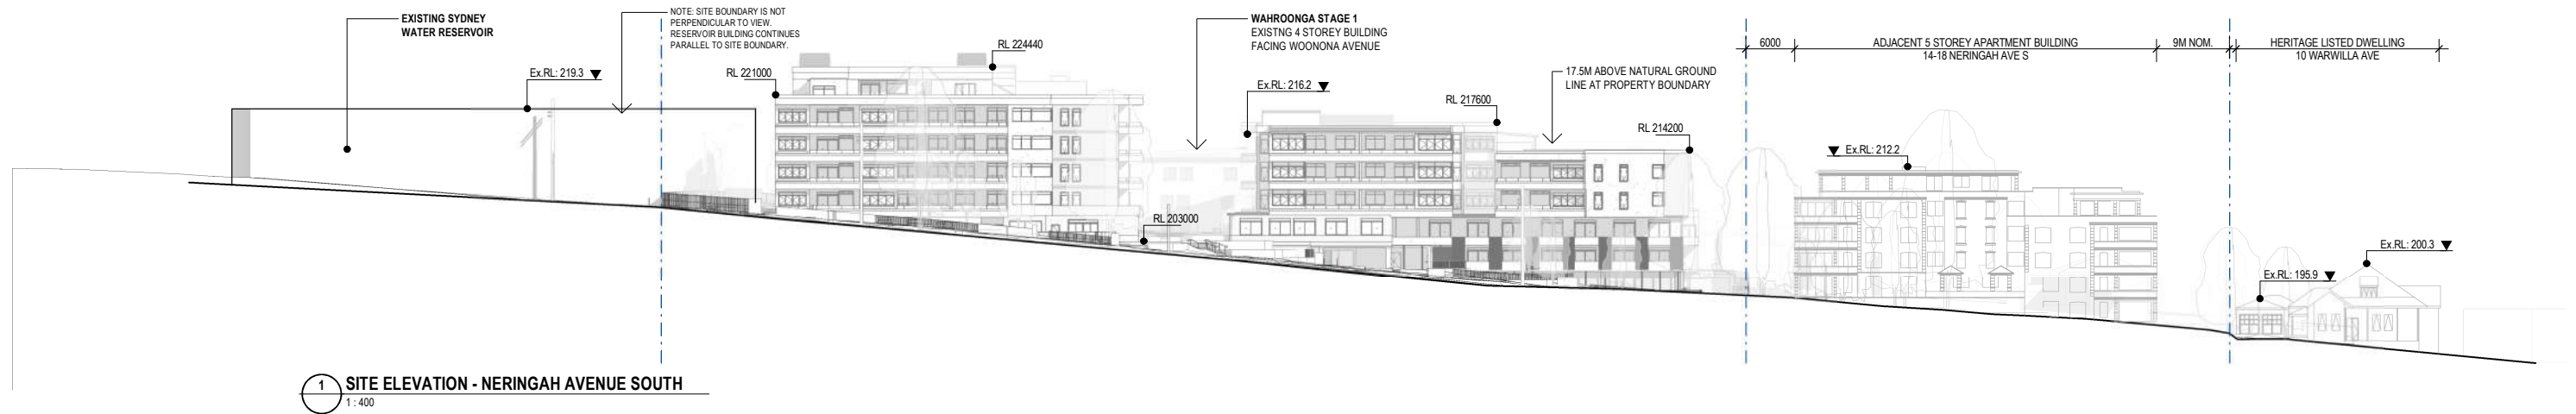 EXISTING SYDNEY
WATER RESERVOIR
NOTE: SITE BOUNDARY IS NOT
PERPENDICULAR TO VIEW.
RESERVOIR BUILDING CONTINUES
PARALLEL TO SITE BOUNDARY.
RL 224440
WAHROONGA STAGE 1
EXISTNG 4 STOREY BUILDING
FACING WOONONA AVENUE
6000
ADJACENT 5 STOREY APARTMENT BUILDING
14-18 NERINGAH AVE S
9M NOM.
HERITAGE LISTED DWELLING
10 WARWILLA AVE
Ex.RL: 219.3
RL 221000
Ex.RL: 216.2
17.5M ABOVE NATURAL GROUND
LINE AT PROPERTY BOUNDARY
RL 217600
RL 214200
Ex.RL: 212.2
RL 203000
Ex.RL: 200.3
Ex.RL: 195.9
1
SITE ELEVATION - NERINGAH AVENUE SOUTH
1 : 400